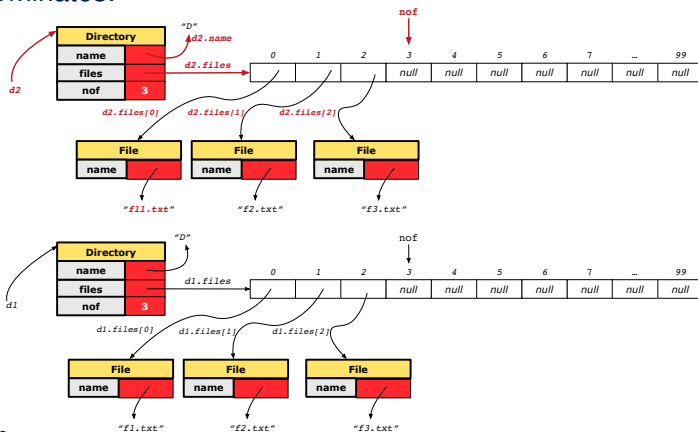 rminates.
nof
"D"
Directory
d2.name
0 1 2 3 4 5 6 7 … 99
name
d2.files
files
null null null null null null
d2
nof 3
d2.files[0] d2.files[1] d2.files[2]
File File File
name name name
"f11.txt" "f2.txt" "f3.txt"
"D"
nof
Directory
0 1 2 3 4 5 6 7 … 99
name
d1.files
files
null null null null null null
d1
nof 3
d1.files[0] d1.files[1] d1.files[2]
File File File
name name name
"f1.txt" "f2.txt" "f3.txt"